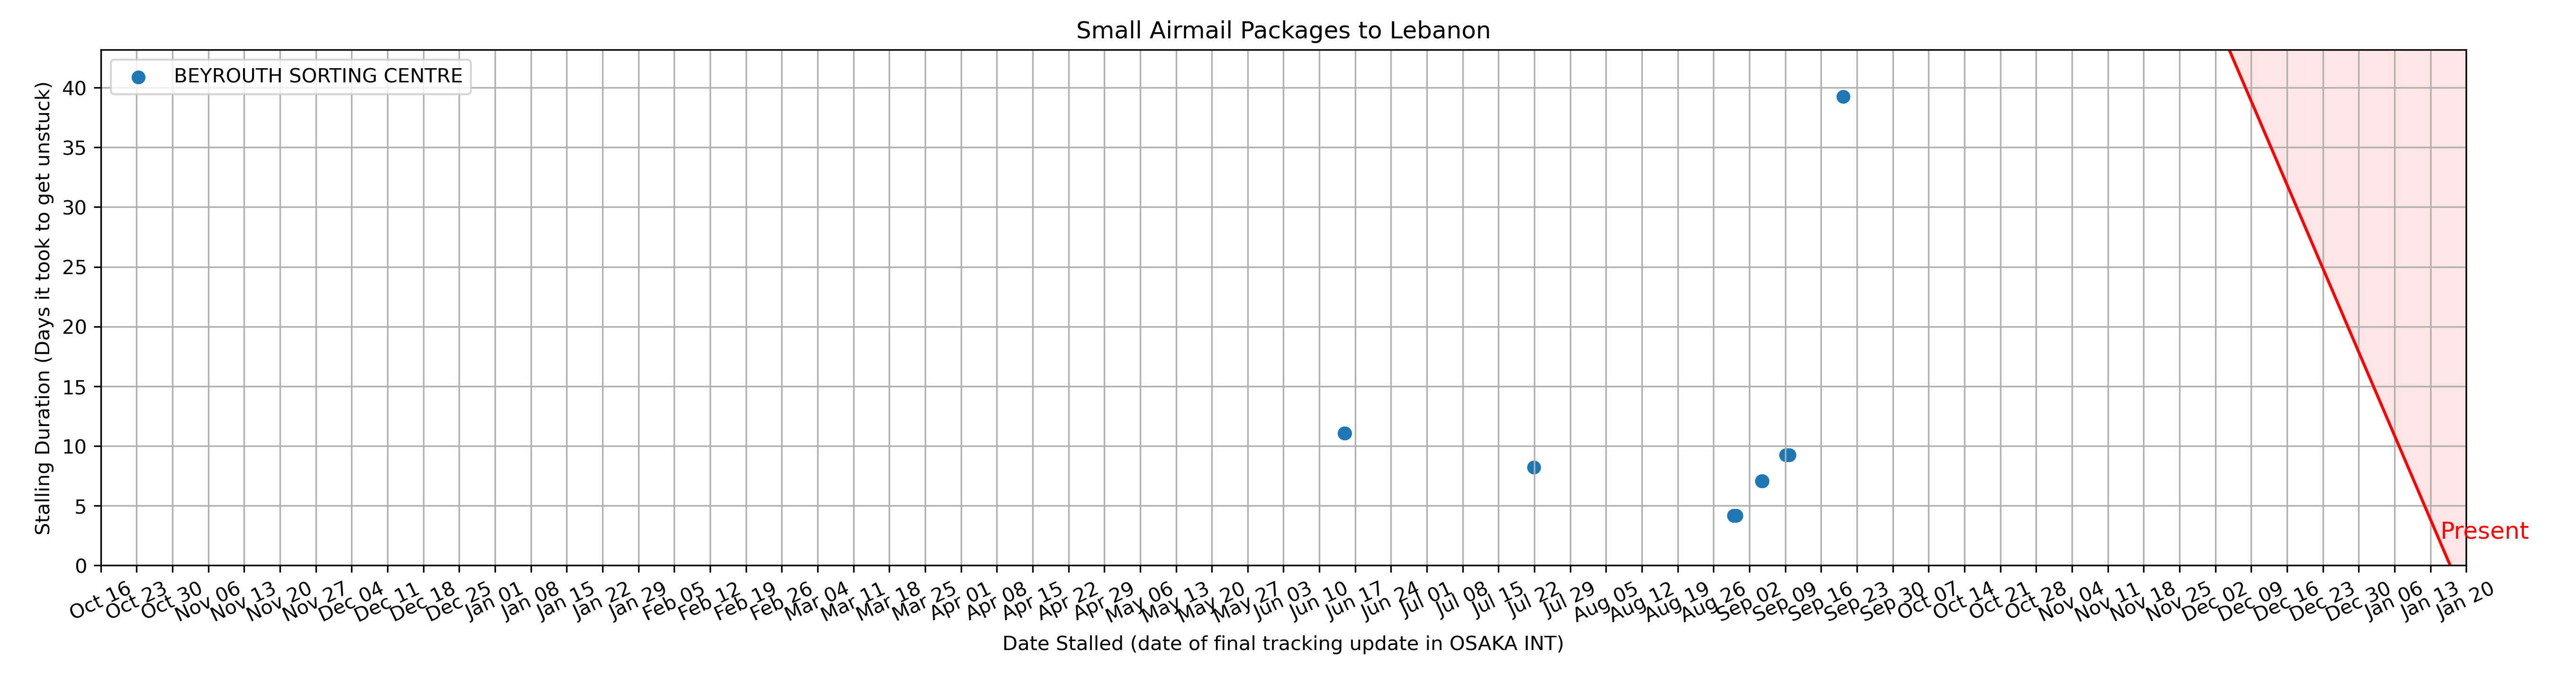 Small Airmail Packages to Lebanon
BEYROUTH SORTING CENTRE
Stalling Duration (Days it took to get unstuck)
40
35
30
25
20
15
10
5
0
Present
Oct 16 Oct 23 Oct 30 Nov 06 Nov 13 Nov 20 Nov 27 Dec 04 Dec 11 Dec 18 Dec 25 Jan 01 Jan 08 Jan 15 Jan 22 Jan 29 Feb 05 Feb 12 Feb 19 Feb 26 Mar 04 Mar 11 Mar 18 Mar 25 Apr 01 Apr 08 Apr 15 Apr 22 Apr 29 May 06 May 13 May 20 May 27 Jun 03 Jun 10 Jun 17 Jun 24 Jul 01 Jul 08 Jul 15 Jul 22 Jul 29 Aug 05 Aug 12 Aug 19 Aug 26 Sep 02 Sep 09 Sep 16 Sep 23 Sep 30 Oct 07 Oct 14 Oct 21 Oct 28 Nov 04 Nov 11 Nov 18 Nov 25 Dec 02 Dec 09 Dec 16 Dec 23 Dec 30 Jan 06 Jan 13 Jan 20
Date Stalled (date of final tracking update in OSAKA INT)